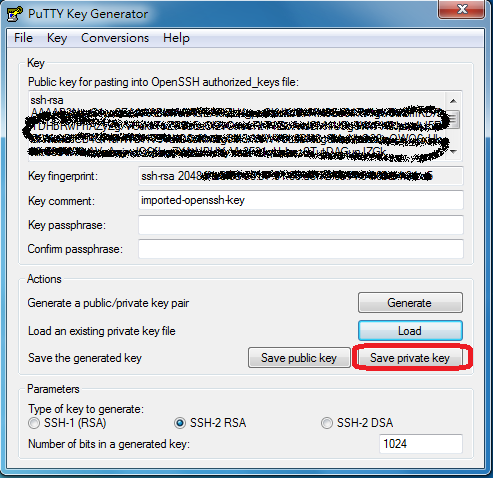 PuTTY Key Generator
File Key Conversions Help
Key
Public key for pasting into OpenSSH authorized_keys file:
ssh-rsa
Key fingerprint: ssh-rsa 2048
Key comment: imported-openssh-key
Key passphrase:
Confirm passphrase:
Actions
Generate a public/private key pair Generate
Load an existing private key file Load
Save the generated key Save public key Save private key
Parameters
Type of key to generate:
SSH-1 (RSA) SSH-2 RSA SSH-2 DSA
Number of bits in a generated key: 1024